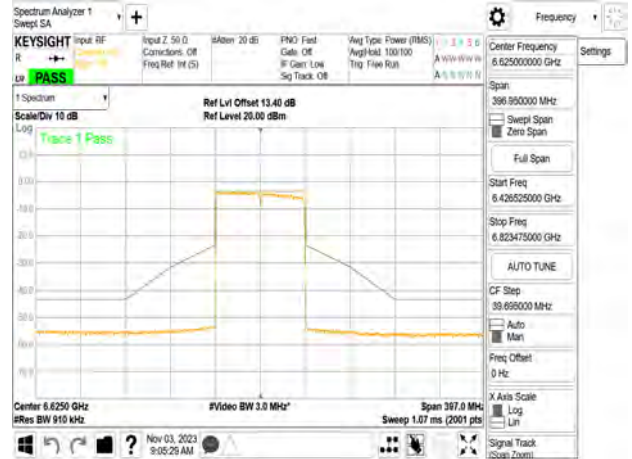 Spectrum Analyzer 1
Swept SA
Frequency
KEYSIGHT
Input: RF
Input Z: 50 Ω
#Atten: 20 dB
PNO: Fast
Avg Type: Power (RMS)
Corrections: Off
Gate: Off
Avg|Hold: 100/100
Freq Ref: Int (S)
IF Gain: Low
Trig: Free Run
Sig Track: Off
PASS
Center Frequency
6.625000000 GHz
Settings
Span
396.950000 MHz
Swept Span
Zero Span
Full Span
Start Freq
6.426525000 GHz
Stop Freq
6.823475000 GHz
AUTO TUNE
CF Step
39.695000 MHz
Auto
Man
Freq Offset
0 Hz
X Axis Scale
Log
Lin
Signal Track
(Span Zoom)
1 Spectrum
Ref Lvl Offset 13.40 dB
Scale/Div 10 dB
Ref Level 20.00 dBm
Log
Trace 1 Pass
Center 6.6250 GHz
#Video BW 3.0 MHz*
Span 397.0 MHz
#Res BW 910 kHz
Sweep 1.07 ms (2001 pts
?
Nov 03, 2023
9:05:29 AM